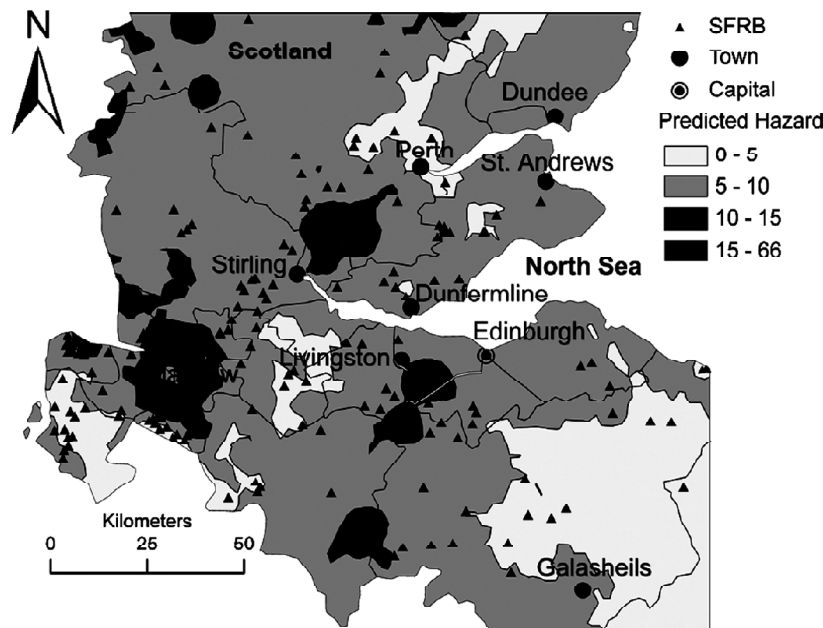 N
Scotland
SFRB
Town
Capital
Dundee
Predicted Hazard
0 - 5
5 - 10
10 - 15
15 - 66
Perth
St. Andrews
North Sea
Stirling
Dunfermline
Edinburgh
Livingston
Kilometers
0 25 50
Galasheils